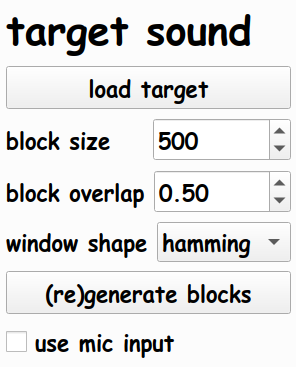 target sound
load target
block size 500
block overlap 0.50
window shape hamming
(re)generate blocks
use mic input